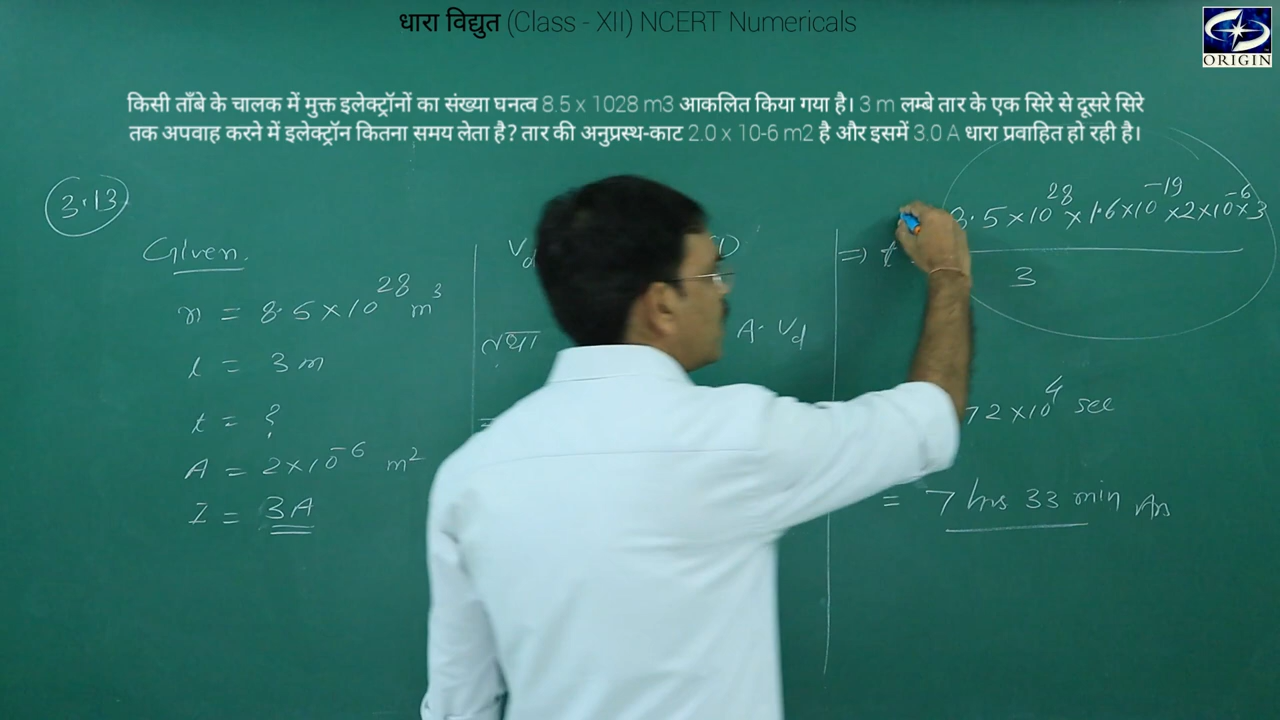 धारा विद्युत (Class - XII) NCERT Numericals
ORIGIN
किसी ताँबे के चालक में मुक्त इलेक्ट्रॉनों का संख्या घनत्व 8.5 x 1028 m3 आकलित किया गया है। 3 m लम्बे तार के एक सिरे से दूसरे सिरे
तक अपवाह करने में इलेक्ट्रॉन कितना समय लेता है? तार की अनुप्रस्थ-काट 2.0 x 10-6 m2 है और इसमें 3.0 A धारा प्रवाहित हो रही है।
3.13
Given.
n = 8.5 × 10^28 m^3
l = 3 m
t = ?
A = 2×10^-6 m^2
I = 3A
Vd
तथा A. Vd
=
⇒ t .5×10^28 ×1.6×10^-19 ×2×10^-6 ×3
3
72×10^4 sec
= 7 hrs 33 min Ans